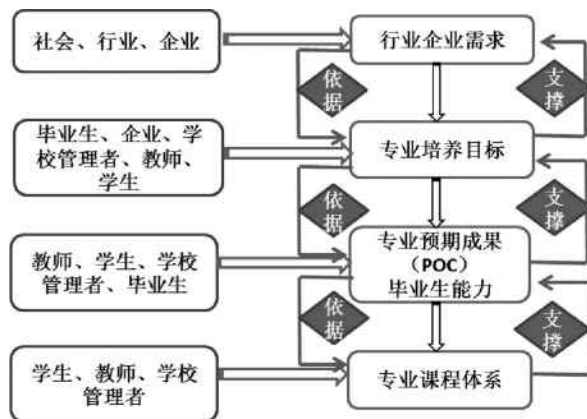 社会、行业、企业
行业企业需求
依据
支撑
毕业生、企业、学
校管理者、教师、
学生
专业培养目标
依据
支撑
教师、学生、学校
管理者、毕业生
专业预期成果
（POC）
毕业生能力
依据
支撑
学生、教师、学校
管理者
专业课程体系